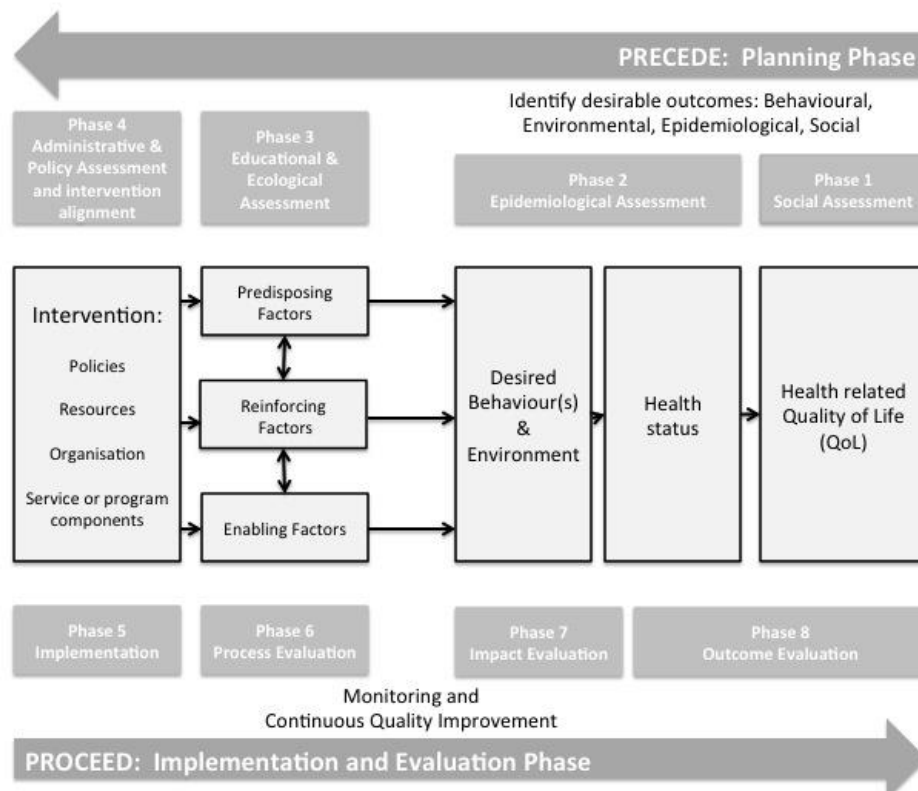 PRECEDE: Planning Phase
Identify desirable outcomes: Behavioural,
Environmental, Epidemiological, Social
Phase 4
Administrative &
Policy Assessment
and intervention
alignment
Phase 3
Educational &
Ecological
Assessment
Phase 2
Epidemiological Assessment
Phase 1
Social Assessment
Intervention:
Policies
Resources
Organisation
Service or program
components
Predisposing
Factors
Reinforcing
Factors
Enabling Factors
Desired
Behaviour(s)
&
Environment
Health
status
Health related
Quality of Life
(QoL)
Phase 5
Implementation
Phase 6
Process Evaluation
Phase 7
Impact Evaluation
Phase 8
Outcome Evaluation
Monitoring and
Continuous Quality Improvement
PROCEED: Implementation and Evaluation Phase